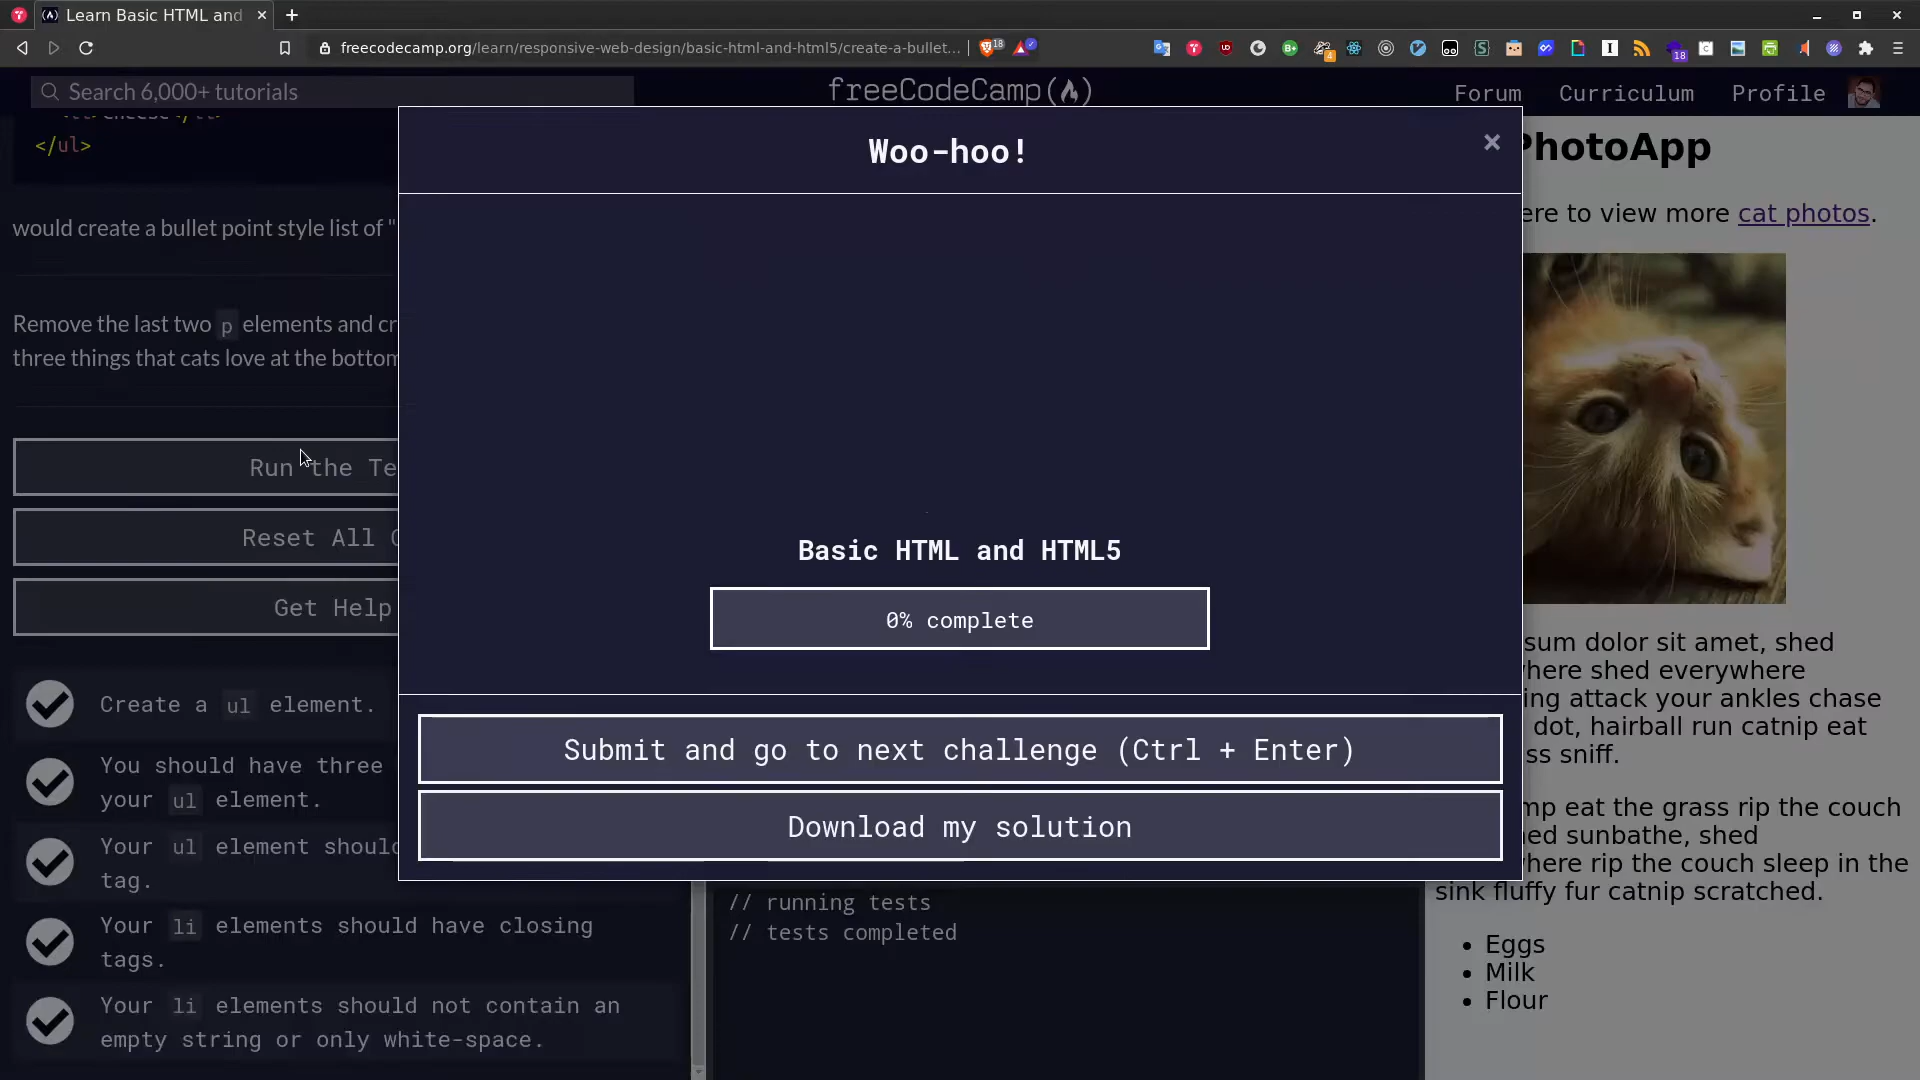 Learn Basic HTML and
freecodecamp.org/learn/responsive-web-design/basic-html-and-html5/create-a-bullet...
18
4
18
Search 6,000+ tutorials
freeCodeCamp
Forum
Curriculum
Profile
</ul>
would create a bullet point style list of "
Remove the last two p elements and cr
three things that cats love at the bottom
Run the Te
Reset All
Get Help
Create a ul element.
You should have three
your ul element.
Your ul element should
tag.
Your li elements should have closing
tags.
Your li elements should not contain an
empty string or only white-space.
Woo-hoo!
×
Basic HTML and HTML5
0% complete
Submit and go to next challenge (Ctrl + Enter)
Download my solution
// running tests
// tests completed
PhotoApp
ere to view more cat photos.
sum dolor sit amet, shed
here shed everywhere
ing attack your ankles chase
dot, hairball run catnip eat
ss sniff.
mp eat the grass rip the couch
ed sunbathe, shed
here rip the couch sleep in the
sink fluffy fur catnip scratched.
• Eggs
• Milk
• Flour